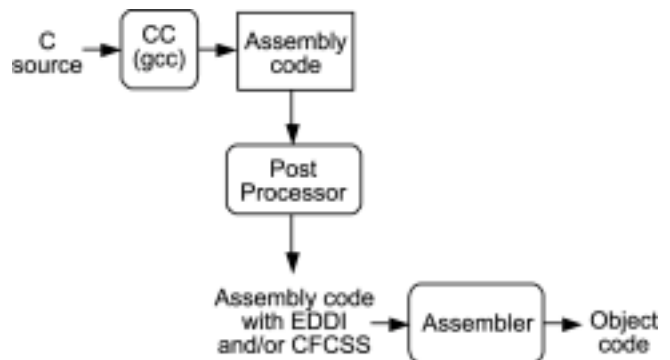 C
source
CC
(gcc)
Assembly
code
Post
Processor
Assembly code
with EDDI
and/or CFCSS
Assembler
Object
code